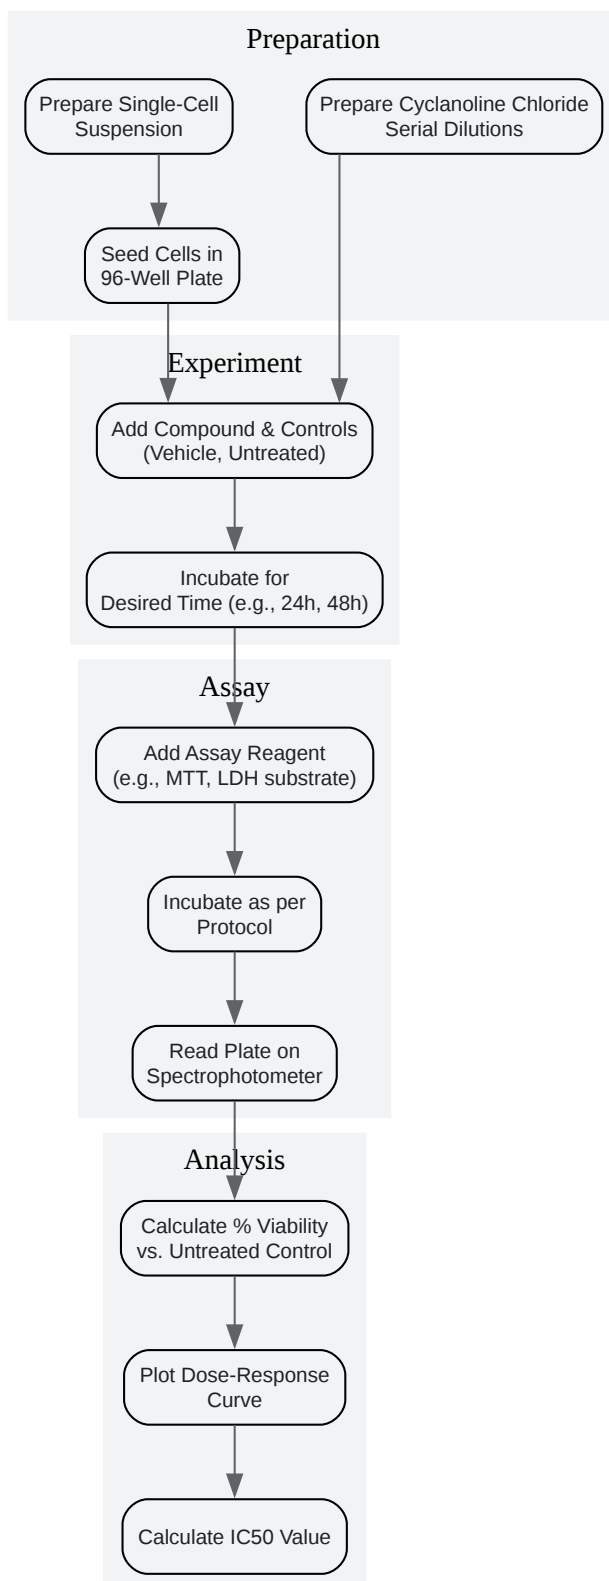 Preparation
Prepare Single-Cell
Suspension
Prepare Cyclanoline Chloride
Serial Dilutions
Seed Cells in
96-Well Plate
Experiment
Add Compound & Controls
(Vehicle, Untreated)
Incubate for
Desired Time (e.g., 24h, 48h)
Assay
Add Assay Reagent
(e.g., MTT, LDH substrate)
Incubate as per
Protocol
Read Plate on
Spectrophotometer
Analysis
Calculate % Viability
vs. Untreated Control
Plot Dose-Response
Curve
Calculate IC50 Value